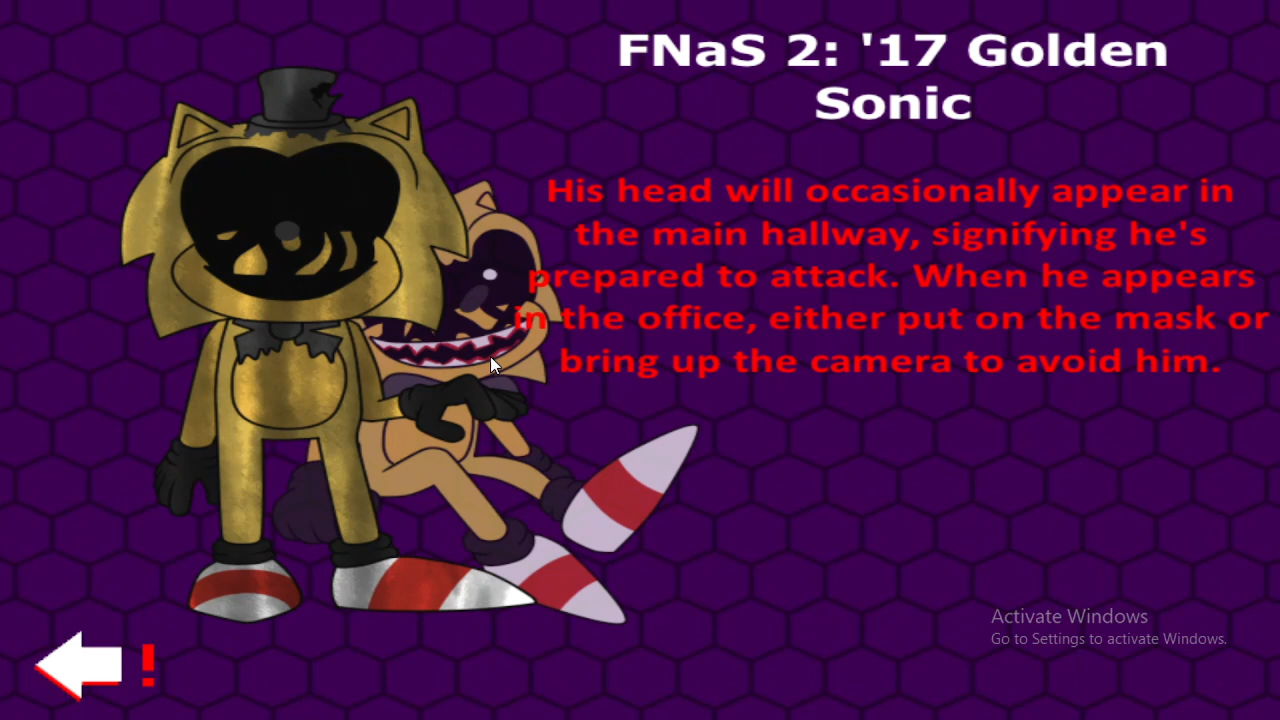 FNaS 2: '17 Golden
Sonic
His head will occasionally appear in
the main hallway, signifying he's
prepared to attack. When he appears
in the office, either put on the mask or
bring up the camera to avoid him.
Activate Windows
Go to Settings to activate Windows.
!